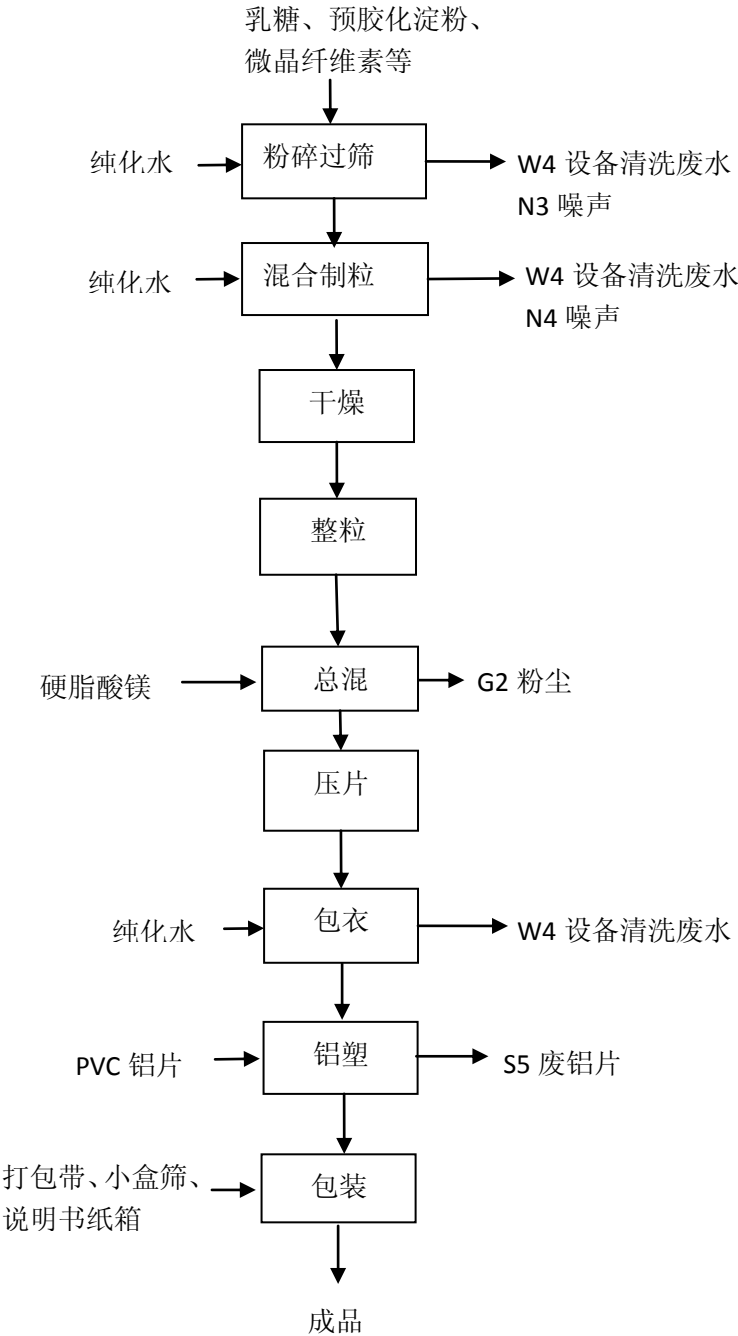 乳糖、预胶化淀粉、
微晶纤维素等
纯化水
粉碎过筛
W4 设备清洗废水
N3 噪声
纯化水
混合制粒
W4 设备清洗废水
N4 噪声
干燥
整粒
硬脂酸镁
总混
G2 粉尘
压片
纯化水
包衣
W4 设备清洗废水
PVC 铝片
铝塑
S5 废铝片
打包带、小盒筛、
说明书纸箱
包装
成品